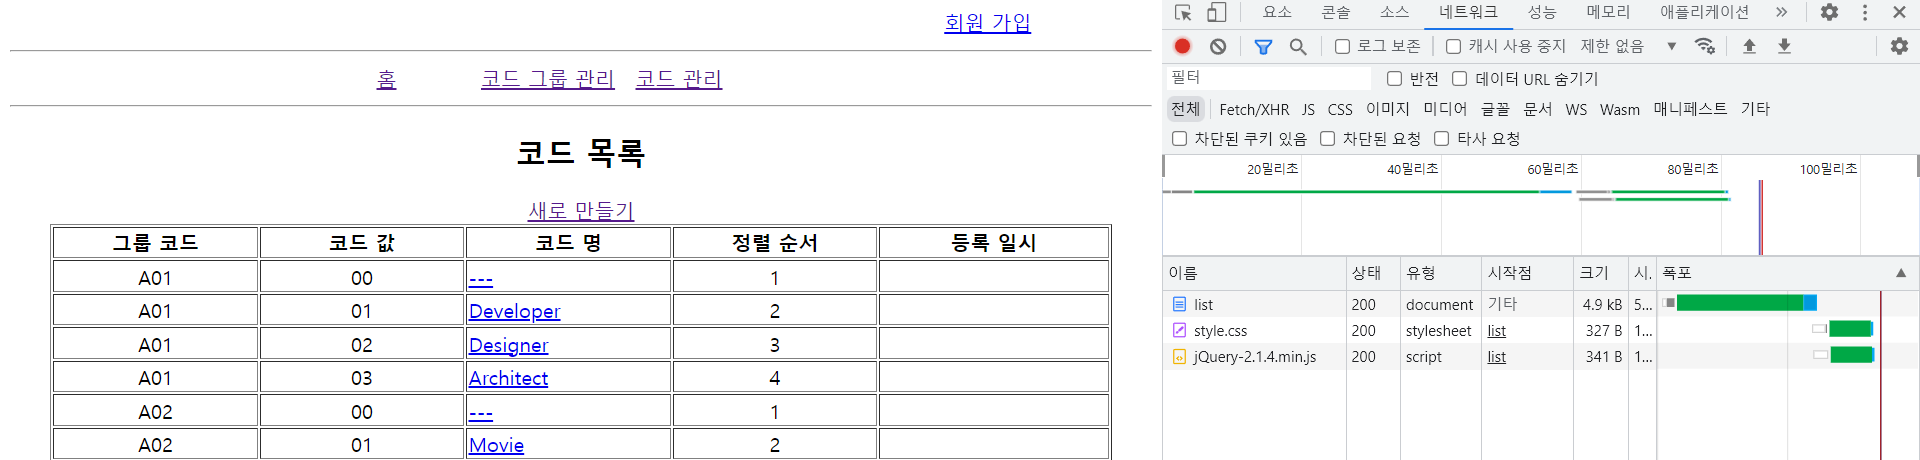 회원 가입
홈 코드 그룹 관리 코드 관리
코드 목록
새로 만들기
그룹 코드 코드 값 코드 명 정렬 순서 등록 일시
A01 00 --- 1
A01 01 Developer 2
A01 02 Designer 3
A01 03 Architect 4
A02 00 --- 1
A02 01 Movie 2
요소 콘솔 소스 네트워크 성능 메모리 애플리케이션 »
로그 보존 캐시 사용 중지 제한 없음
필터 반전 데이터 URL 숨기기
전체 Fetch/XHR JS CSS 이미지 미디어 글꼴 문서 WS Wasm 매니페스트 기타
차단된 쿠키 있음 차단된 요청 타사 요청
20밀리초 40밀리초 60밀리초 80밀리초 100밀리초
이름 상태 유형 시작점 크기 시. 폭포
list 200 document 기타 4.9 kB 5...
style.css 200 stylesheet list 327 B 1...
jQuery-2.1.4.min.js 200 script list 341 B 1...